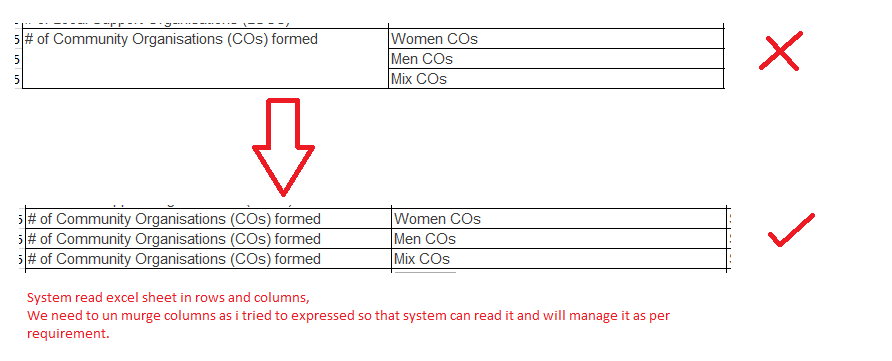 5 # of Community Organisations (COs) formed Women COs
5 Men COs
5 Mix COs
5 # of Community Organisations (COs) formed Women COs
5 # of Community Organisations (COs) formed Men COs
5 # of Community Organisations (COs) formed Mix COs
System read excel sheet in rows and columns,
We need to un murge columns as i tried to expressed so that system can read it and will manage it as per
requirement.